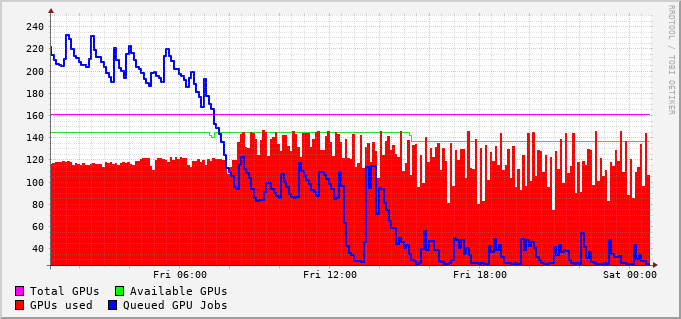 RRDTOOL / TOBI OETIKER
240
220
200
180
160
140
120
100
80
60
40
Fri 06:00 Fri 12:00 Fri 18:00 Sat 00:00
Total GPUs Available GPUs
GPUs used Queued GPU Jobs